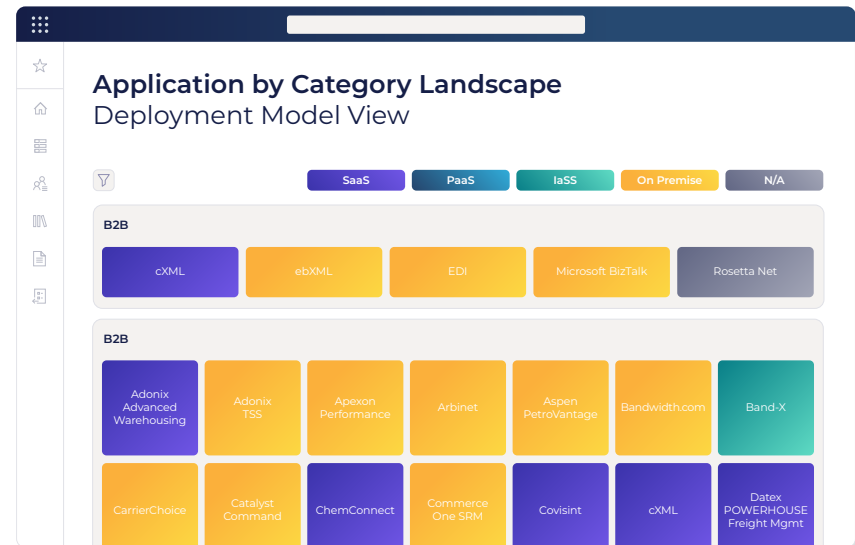 Application by Category Landscape
Deployment Model View
SaaS
PaaS
IaSS
On Premise
N/A
B2B
cXML
ebXML
EDI
Microsoft BizTalk
Rosetta Net
B2B
Adonix
Advanced
Warehousing
Adonix
TSS
Apexon
Performance
Arbinet
Aspen
PetroVantage
Bandwidth.com
Band-X
CarrierChoice
Catalyst
Command
ChemConnect
Commerce
One SRM
Covisint
cXML
Datex
POWERHOUSE
Freight Mgmt